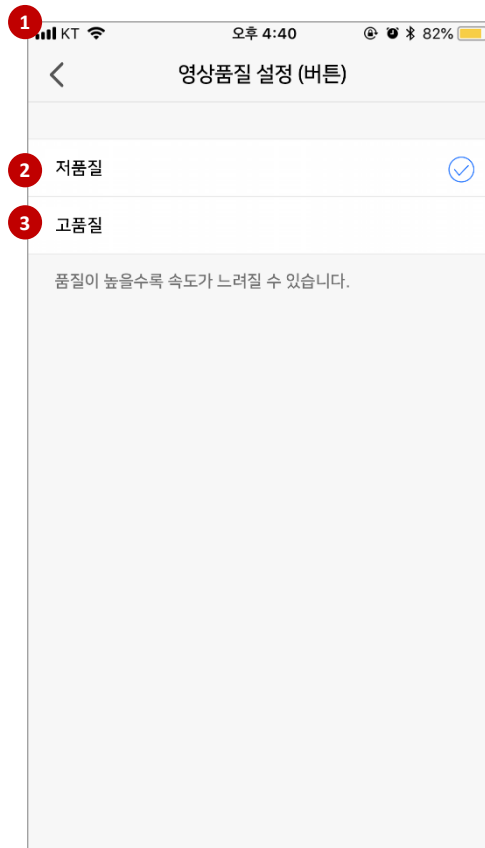 1
KT 오후 4:40 82%
영상품질 설정 (버튼)
2 저품질
3 고품질
품질이 높을수록 속도가 느려질 수 있습니다.